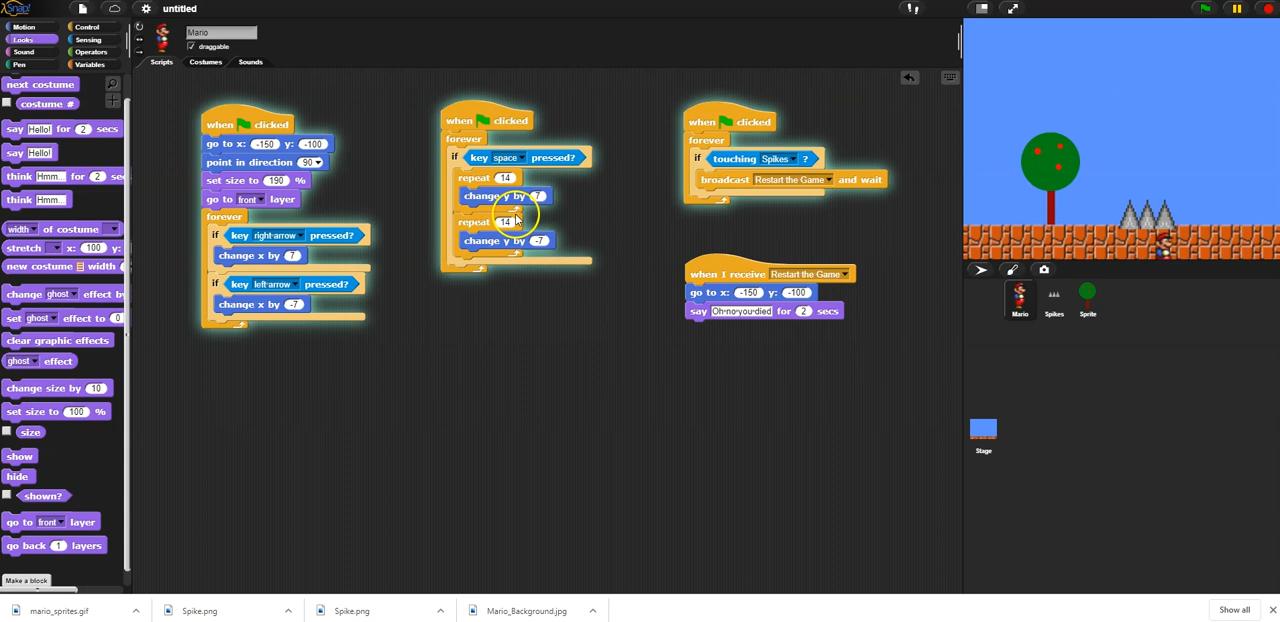 Snap!
untitled
Motion
Control
Looks
Sensing
Sound
Operators
Pen
Variables
Mario
draggable
Scripts
Costumes
Sounds
next costume
costume #
say Hello! for 2 secs
say Hello!
think Hmm... for 2 sec
think Hmm...
width of costume
stretch x: 100 y:
new costume width
change ghost effect by
set ghost effect to 0
clear graphic effects
ghost effect
change size by 10
set size to 100 %
size
show
hide
shown?
go to front layer
go back 1 layers
Make a block
when clicked
go to x: -150 y: -100
point in direction 90
set size to 190 %
go to front layer
forever
if key right arrow pressed?
change x by 7
if key left arrow pressed?
change x by -7
when clicked
forever
if key space pressed?
repeat 14
change y by 7
repeat 14
change y by -7
when clicked
forever
if touching Spikes ?
broadcast Restart the Game and wait
when I receive Restart the Game
go to x: -150 y: -100
say Oh·no·you·died for 2 secs
Mario
Spikes
Sprite
Stage
mario_sprites.gif
Spike.png
Spike.png
Mario_Background.jpg
Show all